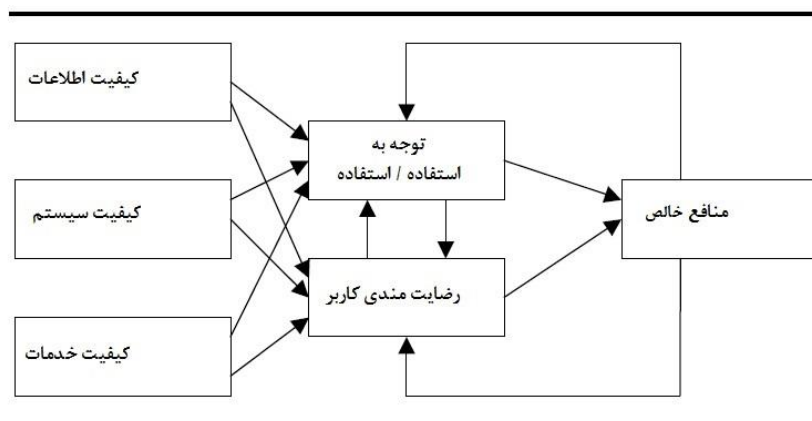 کیفیت اطلاعات
توجه به
استفاده / استفاده
کیفیت سیستم
منافع خالص
رضایت مندی کاربر
کیفیت خدمات